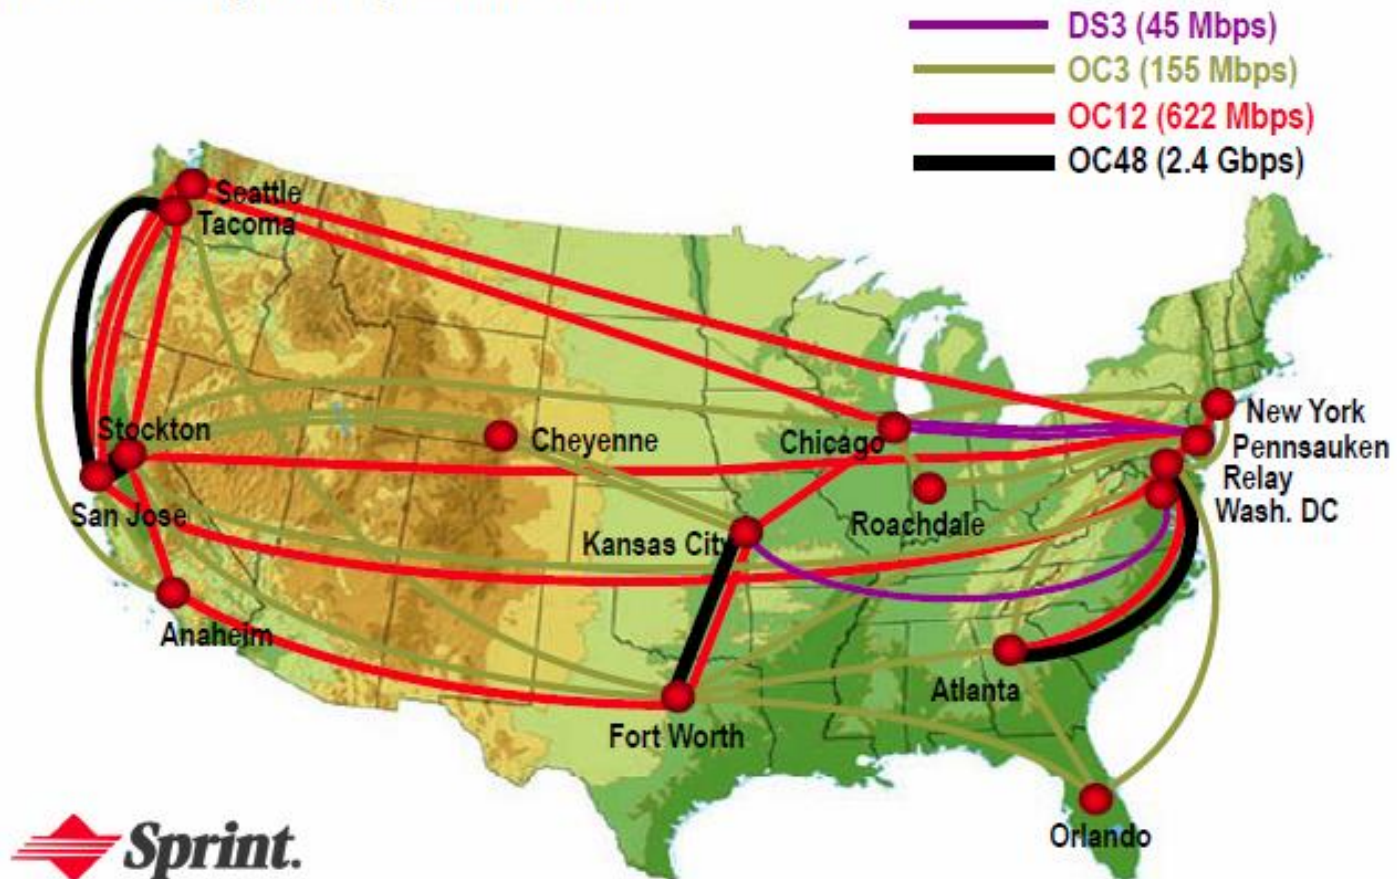 DS3 (45 Mbps)
OC3 (155 Mbps)
OC12 (622 Mbps)
OC48 (2.4 Gbps)
Seattle
Tacoma
New York
Stockton
Cheyenne
Chicago
Pennsauken
Relay
San Jose
Roachdale
Wash. DC
Kansas City
Anaheim
Atlanta
Fort Worth
Orlando
Sprint.